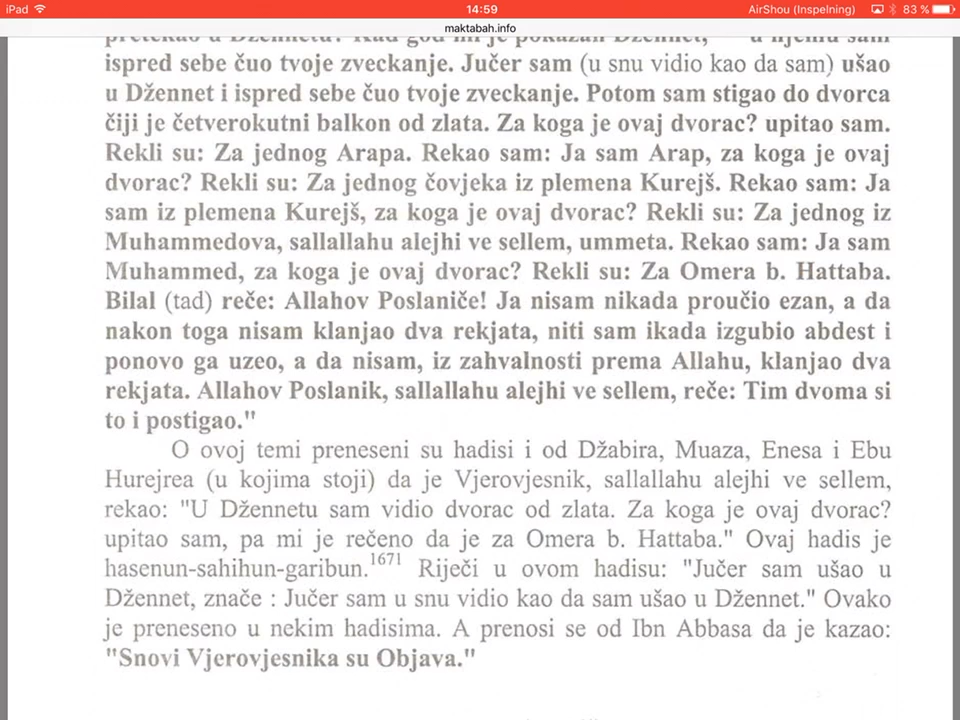 iPad
14:59
AirShou (Inspelning)
83 %
maktabah.info
pretekao u Džennetu? Kad god mi je pokazan Džennet, u njemu sam
ispred sebe čuo tvoje zveckanje. Jučer sam (u snu vidio kao da sam) ušao
u Džennet i ispred sebe čuo tvoje zveckanje. Potom sam stigao do dvorca
čiji je četverokutni balkon od zlata. Za koga je ovaj dvorac? upitao sam.
Rekli su: Za jednog Arapa. Rekao sam: Ja sam Arap, za koga je ovaj
dvorac? Rekli su: Za jednog čovjeka iz plemena Kurejš. Rekao sam: Ja
sam iz plemena Kurejš, za koga je ovaj dvorac? Rekli su: Za jednog iz
Muhammedova, sallallahu alejhi ve sellem, ummeta. Rekao sam: Ja sam
Muhammed, za koga je ovaj dvorac? Rekli su: Za Omera b. Hattaba.
Bilal (tad) reče: Allahov Poslaniče! Ja nisam nikada proučio ezan, a da
nakon toga nisam klanjao dva rekjata, niti sam ikada izgubio abdest i
ponovo ga uzeo, a da nisam, iz zahvalnosti prema Allahu, klanjao dva
rekjata. Allahov Poslanik, sallallahu alejhi ve sellem, reče: Tim dvoma si
to i postigao."
O ovoj temi preneseni su hadisi i od Džabira, Muaza, Enesa i Ebu
Hurejrea (u kojima stoji) da je Vjerovjesnik, sallallahu alejhi ve sellem,
rekao: "U Džennetu sam vidio dvorac od zlata. Za koga je ovaj dvorac?
upitao sam, pa mi je rečeno da je za Omera b. Hattaba." Ovaj hadis je
hasenun-sahihun-garibun.1671 Riječi u ovom hadisu: "Jučer sam ušao u
Džennet, znače : Jučer sam u snu vidio kao da sam ušao u Džennet." Ovako
je preneseno u nekim hadisima. A prenosi se od Ibn Abbasa da je kazao:
"Snovi Vjerovjesnika su Objava."